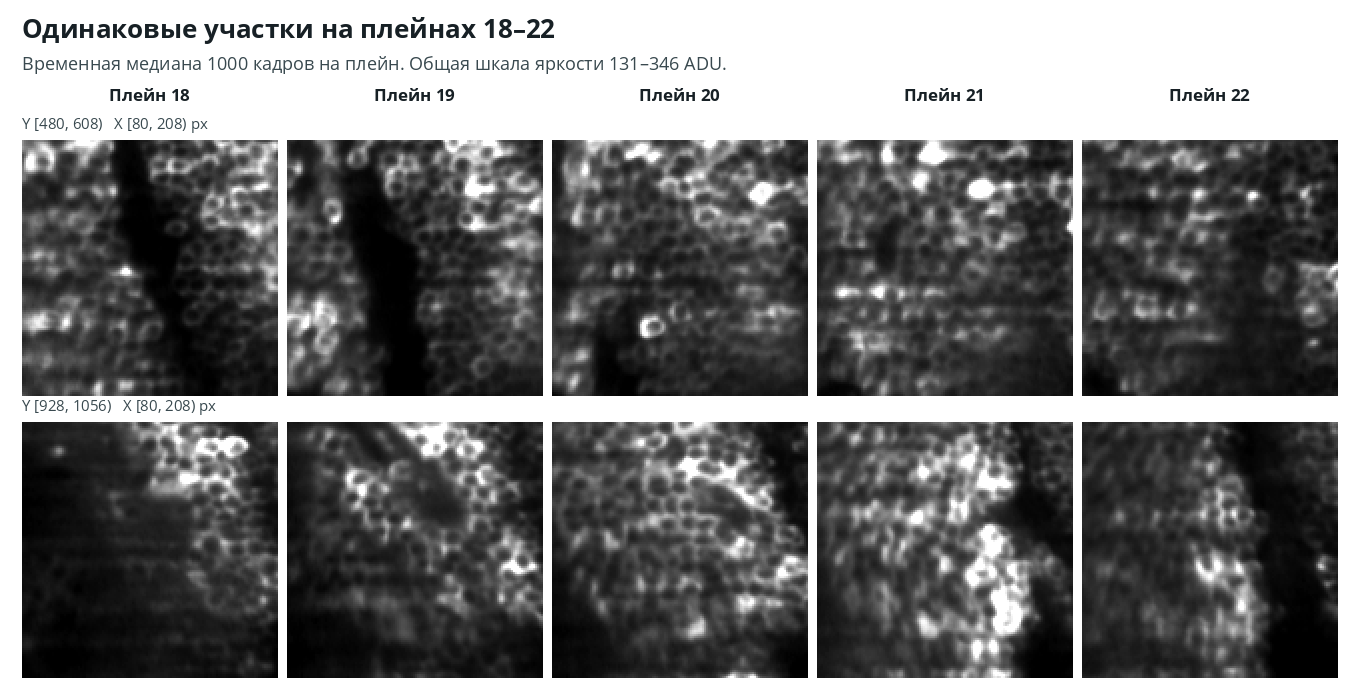 Одинаковые участки на плейнах 18–22
Временная медиана 1000 кадров на плейн. Общая шкала яркости 131–346 ADU.
Плейн 18 Плейн 19 Плейн 20 Плейн 21 Плейн 22
Y [480, 608) X [80, 208) px
Y [928, 1056) X [80, 208) px